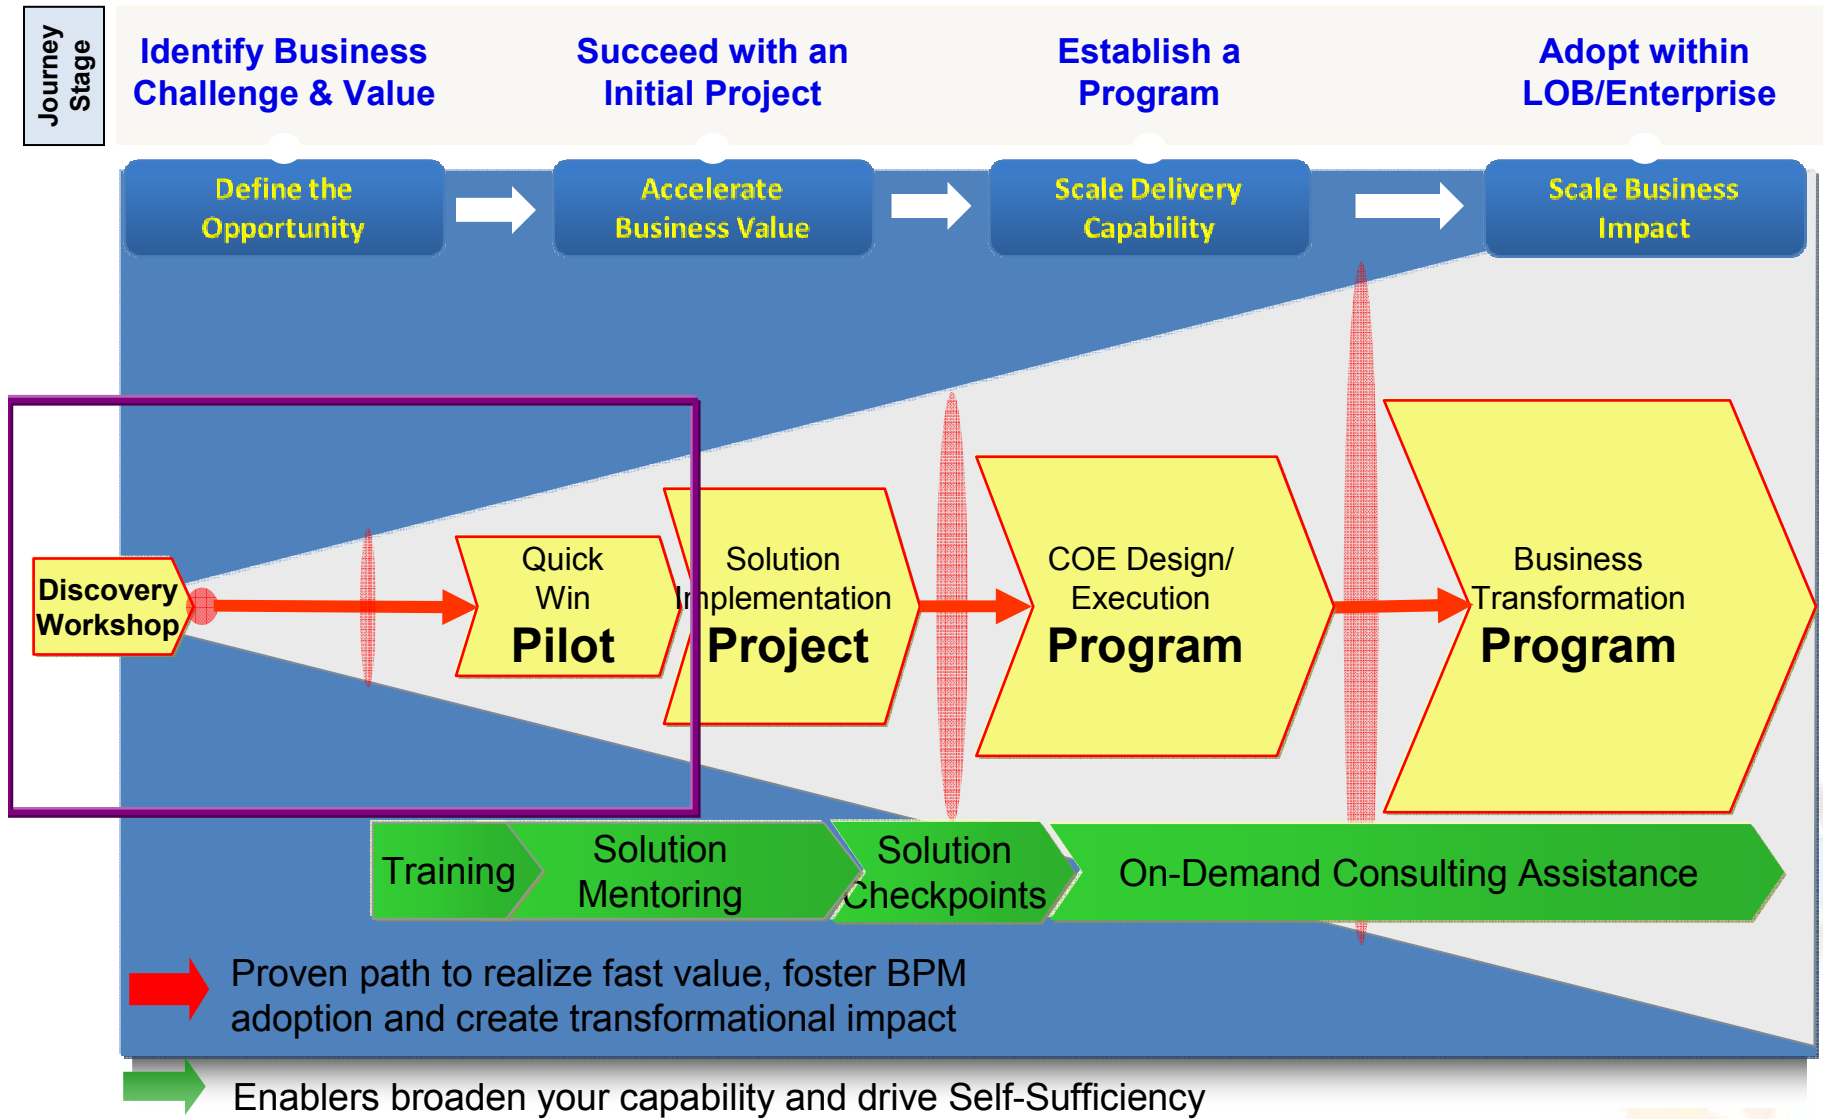 Journey
Stage
Identify Business
Challenge & Value
Succeed with an
Initial Project
Establish a
Program
Adopt within
LOB/Enterprise
Define the
Opportunity
Accelerate
Business Value
Scale Delivery
Capability
Scale Business
Impact
Discovery
Workshop
Quick
Win
Pilot
Solution
Implementation
Project
COE Design/
Execution
Program
Business
Transformation
Program
Training
Solution
Mentoring
Solution
Checkpoints
On-Demand Consulting Assistance
Proven path to realize fast value, foster BPM
adoption and create transformational impact
Enablers broaden your capability and drive Self-Sufficiency